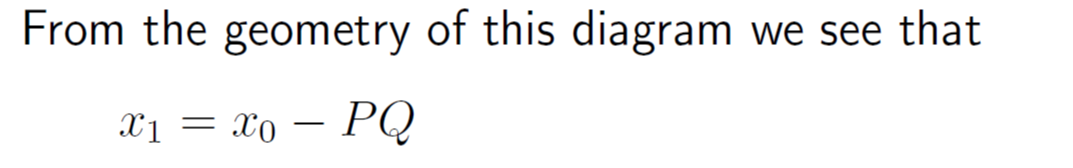 From the geometry of this diagram we see that
x₁ = x₀ − PQ